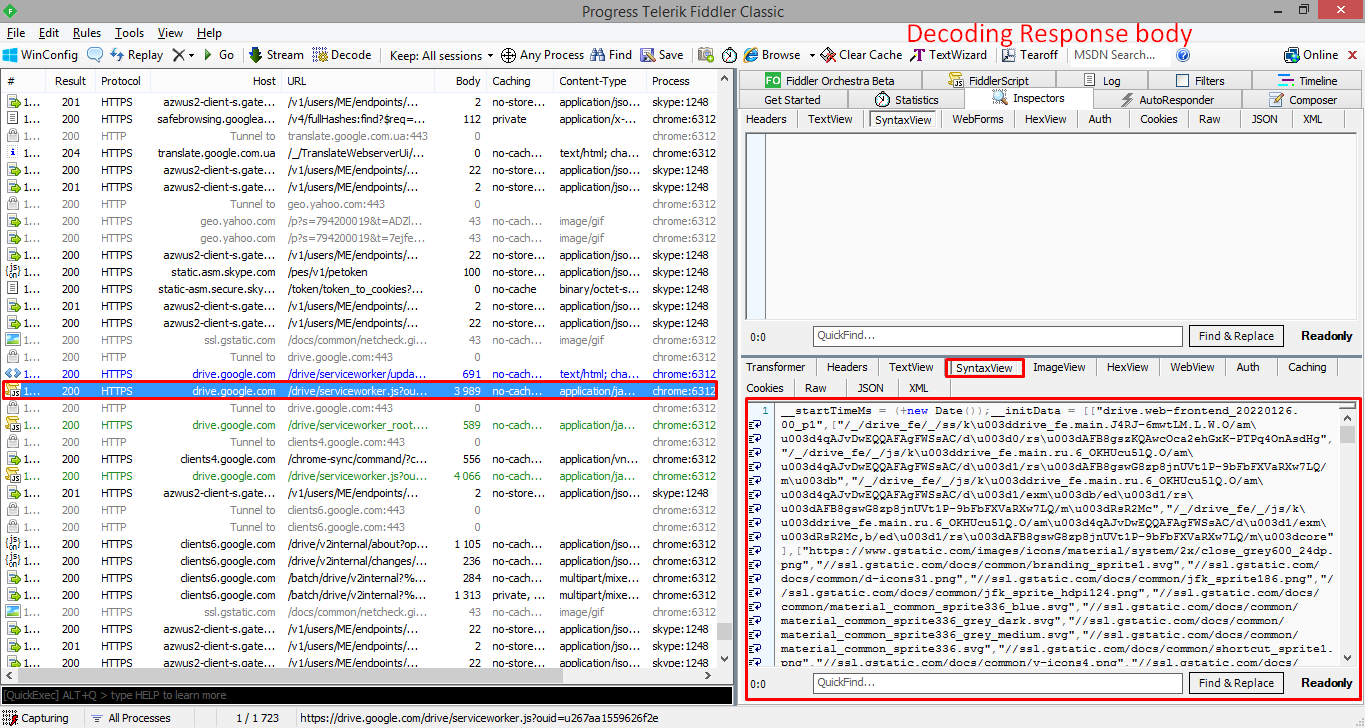 Progress Telerik Fiddler Classic
File Edit Rules Tools View Help
Decoding Response body
WinConfig Replay Go Stream Decode Keep: All sessions Any Process Find Save Browse Clear Cache TextWizard Tearoff MSDN Search... Online
# Result Protocol Host URL Body Caching Content-Type Process
1... 201 HTTPS azwus2-client-s.gate... /v1/users/ME/endpoints/... 2 no-store... application/jso... skype:1248
1... 200 HTTPS safebrowsing.googlea... /v4/fullHashes:find?$req=... 112 private application/x-... chrome:6312
1... 200 HTTP Tunnel to translate.google.com.ua:443 0 chrome:6312
1... 204 HTTPS translate.google.com.ua /_/TranslateWebserverUi/... 0 no-cach... text/html; cha... chrome:6312
1... 200 HTTPS azwus2-client-s.gate... /v1/users/ME/endpoints/... 22 no-store... application/jso... skype:1248
1... 201 HTTPS azwus2-client-s.gate... /v1/users/ME/endpoints/... 2 no-store... application/jso... skype:1248
1... 200 HTTP Tunnel to geo.yahoo.com:443 0 chrome:6312
1... 200 HTTPS geo.yahoo.com /p?s=794200019&t=ADZl... 43 no-cach... image/gif chrome:6312
1... 200 HTTPS geo.yahoo.com /p?s=794200019&t=7ejfe... 43 no-cach... image/gif chrome:6312
1... 200 HTTPS azwus2-client-s.gate... /v1/users/ME/endpoints/... 22 no-store... application/jso... skype:1248
1... 200 HTTPS static.asm.skype.com /pes/v1/petoken 100 no-store... application/jso... skype:1248
1... 200 HTTPS static-asm.secure.sky... /token/token_to_cookies?... 0 no-cache binary/octet-s... skype:1248
1... 201 HTTPS azwus2-client-s.gate... /v1/users/ME/endpoints/... 2 no-store... application/jso... skype:1248
1... 200 HTTPS azwus2-client-s.gate... /v1/users/ME/endpoints/... 22 no-store... application/jso... skype:1248
1... 200 HTTPS ssl.gstatic.com /docs/common/netcheck.gi... 43 no-cach... image/gif chrome:6312
1... 200 HTTP Tunnel to drive.google.com:443 0 chrome:6312
1... 200 HTTPS drive.google.com /drive/serviceworker/upda... 691 no-cach... text/html; cha... chrome:6312
1... 200 HTTPS drive.google.com /drive/serviceworker.js?ou... 3 989 no-cach... application/ja... chrome:6312
1... 200 HTTP Tunnel to drive.google.com:443 0 chrome:6312
1... 200 HTTPS drive.google.com /drive/serviceworker_root.... 589 no-cach... application/ja... chrome:6312
1... 200 HTTP Tunnel to clients4.google.com:443 0 chrome:6312
1... 200 HTTPS clients4.google.com /chrome-sync/command/?c... 556 no-cach... application/vn... chrome:6312
1... 200 HTTPS drive.google.com /drive/serviceworker.js?ou... 4 066 no-cach... application/ja... chrome:6312
1... 201 HTTPS azwus2-client-s.gate... /v1/users/ME/endpoints/... 2 no-store... application/jso... skype:1248
1... 200 HTTP Tunnel to clients6.google.com:443 0 chrome:6312
1... 200 HTTP Tunnel to clients6.google.com:443 0 chrome:6312
1... 200 HTTPS clients6.google.com /drive/v2internal/about?op... 1 105 no-cach... application/jso... chrome:6312
1... 200 HTTPS clients6.google.com /drive/v2internal/changes/... 236 no-cach... application/jso... chrome:6312
1... 200 HTTPS clients6.google.com /batch/drive/v2internal?%... 284 no-cach... multipart/mixe... chrome:6312
1... 200 HTTPS clients6.google.com /batch/drive/v2internal?%... 1 313 private, ... multipart/mixe... chrome:6312
1... 200 HTTPS ssl.gstatic.com /docs/common/netcheck.gi... 43 no-cach... image/gif chrome:6312
1... 200 HTTPS azwus2-client-s.gate... /v1/users/ME/endpoints/... 22 no-store... application/jso... skype:1248
1... 201 HTTPS azwus2-client-s.gate... /v1/users/ME/endpoints/... 2 no-store... application/jso... skype:1248
1... 200 HTTPS azwus2-client-s.gate... /v1/users/ME/endpoints/... 22 no-store... application/jso... skype:1248
[QuickExec] ALT+Q > type HELP to learn more
Capturing All Processes 1 / 1 723 https://drive.google.com/drive/serviceworker.js?ouid=u267aa1559626f2e
FO Fiddler Orchestra Beta FiddlerScript Log Filters Timeline
Get Started Statistics Inspectors AutoResponder Composer
Headers TextView SyntaxView WebForms HexView Auth Cookies Raw JSON XML
0:0 QuickFind... Find & Replace Readonly
Transformer Headers TextView SyntaxView ImageView HexView WebView Auth Caching
Cookies Raw JSON XML
1 __startTimeMs = (+new Date());__initData = [["drive.web-frontend_20220126.
00_p1",["/_/drive_fe/_/ss/k\u003ddrive_fe.main.J4RJ-6mwtLM.L.W.O/am\
u003d4qAJvDwEQQAFAgFWSsAC/d\u003d0/rs\u003dAFB8gszKQAwcOca2ehGxK-PTPq4OnAsdHg",
"/_/drive_fe/_/js/k\u003ddrive_fe.main.ru.6_OKHUcu5lQ.O/am\
u003d4qAJvDwEQQAFAgFWSsAC/d\u003d1/rs\u003dAFB8gswG8zp8jnUVt1P-9bFbFXVaRXw7LQ/
m\u003db","/_/drive_fe/_/js/k\u003ddrive_fe.main.ru.6_OKHUcu5lQ.O/am\
u003d4qAJvDwEQQAFAgFWSsAC/d\u003d1/exm\u003db/ed\u003d1/rs\
u003dAFB8gswG8zp8jnUVt1P-9bFbFXVaRXw7LQ/m\u003dRsR2Mc","/_/drive_fe/_/js/k\
u003ddrive_fe.main.ru.6_OKHUcu5lQ.O/am\u003d4qAJvDwEQQAFAgFWSsAC/d\u003d1/exm\
u003dRsR2Mc,b/ed\u003d1/rs\u003dAFB8gswG8zp8jnUVt1P-9bFbFXVaRXw7LQ/m\u003dcore"
],["https://www.gstatic.com/images/icons/material/system/2x/close_grey600_24dp.
png","//ssl.gstatic.com/docs/common/branding_sprite1.svg","//ssl.gstatic.com/
docs/common/d-icons31.png","//ssl.gstatic.com/docs/common/jfk_sprite186.png","/
/ssl.gstatic.com/docs/common/jfk_sprite_hdpi124.png","//ssl.gstatic.com/docs/
common/material_common_sprite336_blue.svg","//ssl.gstatic.com/docs/common/
material_common_sprite336_grey_dark.svg","//ssl.gstatic.com/docs/common/
material_common_sprite336_grey_medium.svg","//ssl.gstatic.com/docs/common/
material_common_sprite336.svg","//ssl.gstatic.com/docs/common/shortcut_sprite1.
png","//ssl.gstatic.com/docs/common/v-icons4.png","//ssl.gstatic.com/docs/
0:0 QuickFind... Find & Replace Readonly